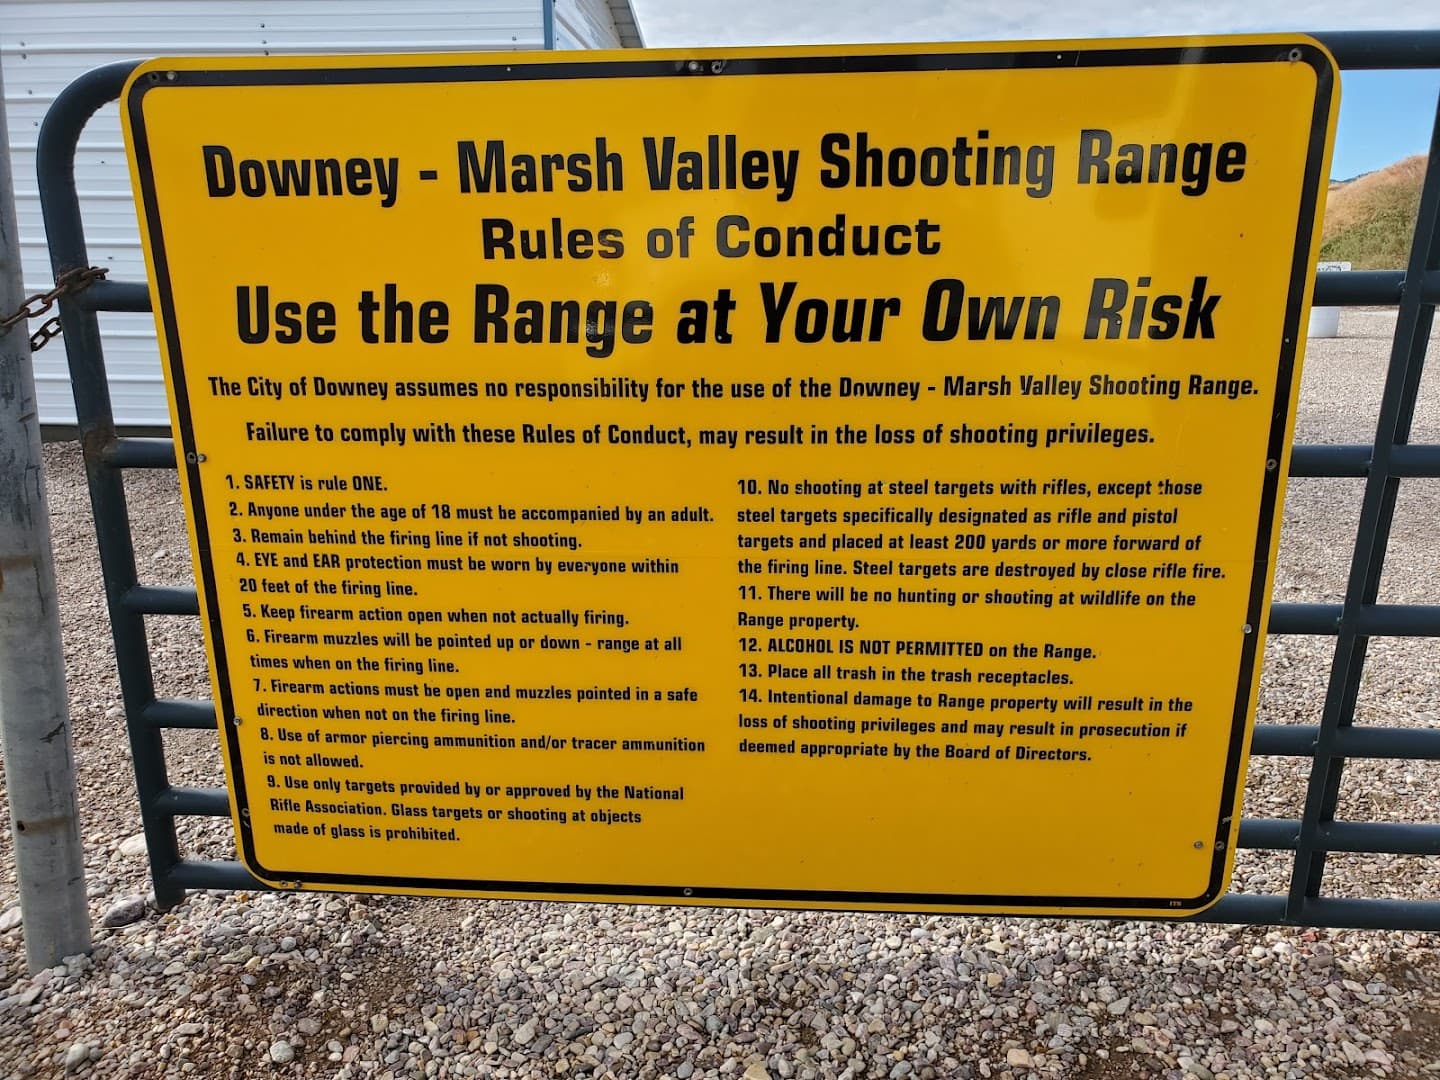 Downey - Marsh Valley Shooting Range
Rules of Conduct
Use the Range at Your Own Risk
The City of Downey assumes no responsibility for the use of the Downey - Marsh Valley Shooting Range.
Failure to comply with these Rules of Conduct, may result in the loss of shooting privileges.
1. SAFETY is rule ONE.
2. Anyone under the age of 18 must be accompanied by an adult.
3. Remain behind the firing line if not shooting.
4. EYE and EAR protection must be worn by everyone within
20 feet of the firing line.
5. Keep firearm action open when not actually firing.
6. Firearm muzzles will be pointed up or down - range at all
times when on the firing line.
7. Firearm actions must be open and muzzles pointed in a safe
direction when not on the firing line.
8. Use of armor piercing ammunition and/or tracer ammunition
is not allowed.
9. Use only targets provided by or approved by the National
Rifle Association. Glass targets or shooting at objects
made of glass is prohibited.
10. No shooting at steel targets with rifles, except those
steel targets specifically designated as rifle and pistol
targets and placed at least 200 yards or more forward of
the firing line. Steel targets are destroyed by close rifle fire.
11. There will be no hunting or shooting at wildlife on the
Range property.
12. ALCOHOL IS NOT PERMITTED on the Range.
13. Place all trash in the trash receptacles.
14. Intentional damage to Range property will result in the
loss of shooting privileges and may result in prosecution if
deemed appropriate by the Board of Directors.